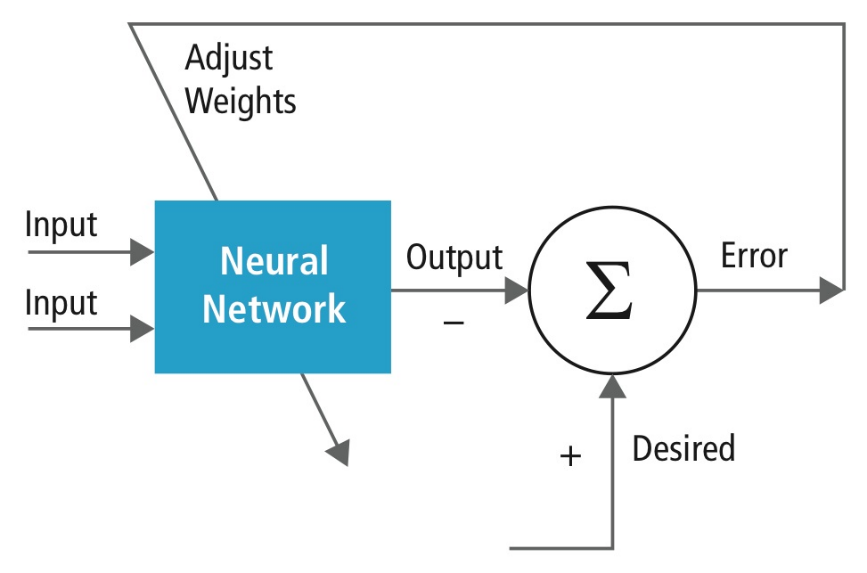 Adjust
Weights
Input
Input
Neural
Network
Output
−
Σ
Error
+
Desired